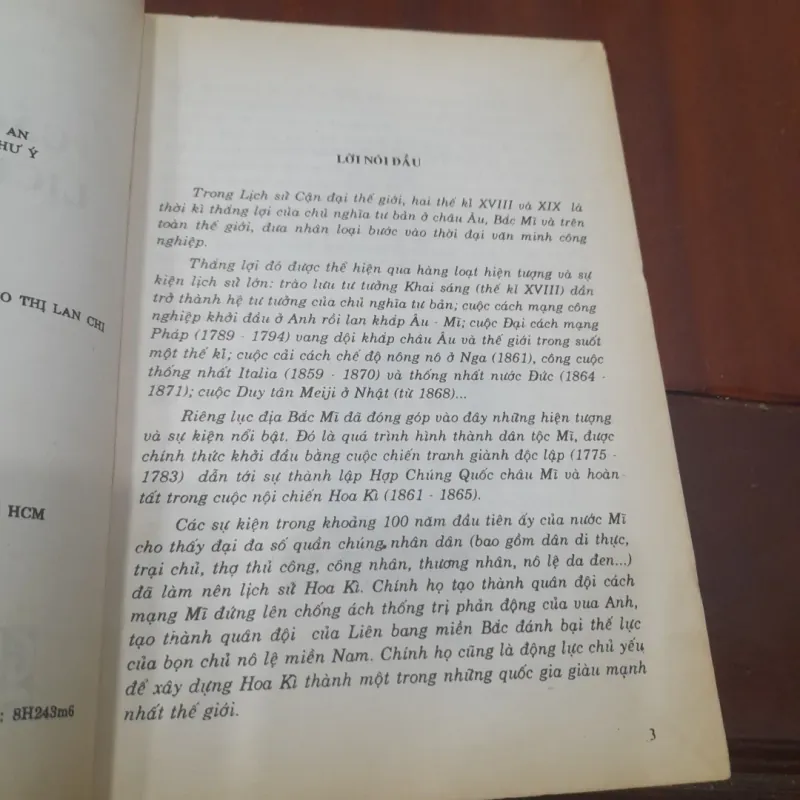 AN
HƯ Ý
O THỊ LAN CHI
HCM
; 8H243m6
LỜI NÓI ĐẦU
Trong Lịch sử Cận đại thế giới, hai thế kỉ XVIII và XIX là
thời kì thắng lợi của chủ nghĩa tư bản ở châu Âu, Bắc Mĩ và trên
toàn thế giới, đưa nhân loại bước vào thời đại văn minh công
nghiệp.
Thắng lợi đó được thể hiện qua hàng loạt hiện tượng và sự
kiện lịch sử lớn: trào lưu tư tưởng Khai sáng (thế kỉ XVIII) dần
trở thành hệ tư tưởng của chủ nghĩa tư bản; cuộc cách mạng công
nghiệp khởi đầu ở Anh rồi lan khắp Âu - Mĩ; cuộc Đại cách mạng
Pháp (1789 - 1794) vang dội khắp châu Âu và thế giới trong suốt
một thế kỉ; cuộc cải cách chế độ nông nô ở Nga (1861), công cuộc
thống nhất Italia (1859 - 1870) và thống nhất nước Đức (1864 -
1871); cuộc Duy tân Meiji ở Nhật (từ 1868)...
Riêng lục địa Bắc Mĩ đã đóng góp vào đây những hiện tượng
và sự kiện nổi bật. Đó là quá trình hình thành dân tộc Mĩ, được
chính thức khởi đầu bằng cuộc chiến tranh giành độc lập (1775 -
1783) dẫn tới sự thành lập Hợp Chúng Quốc châu Mĩ và hoàn
tất trong cuộc nội chiến Hoa Kì (1861 - 1865).
Các sự kiện trong khoảng 100 năm đầu tiên ấy của nước Mĩ
cho thấy đại đa số quần chúng nhân dân (bao gồm dân di thực,
trại chủ, thợ thủ công, công nhân, thương nhân, nô lệ da đen...)
đã làm nên lịch sử Hoa Kì. Chính họ tạo thành quân đội cách
mạng Mĩ đứng lên chống ách thống trị phản động của vua Anh,
tạo thành quân đội của Liên bang miền Bắc đánh bại thế lực
của bọn chủ nô lệ miền Nam. Chính họ cũng là động lực chủ yếu
để xây dựng Hoa Kì thành một trong những quốc gia giàu mạnh
nhất thế giới.
3